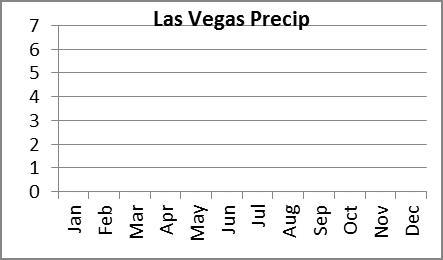 Las Vegas Precip
7
6
5
4
3
2
1
0
Jan
Feb
Mar
Apr
May
Jun
Jul
Aug
Sep
Oct
Nov
Dec